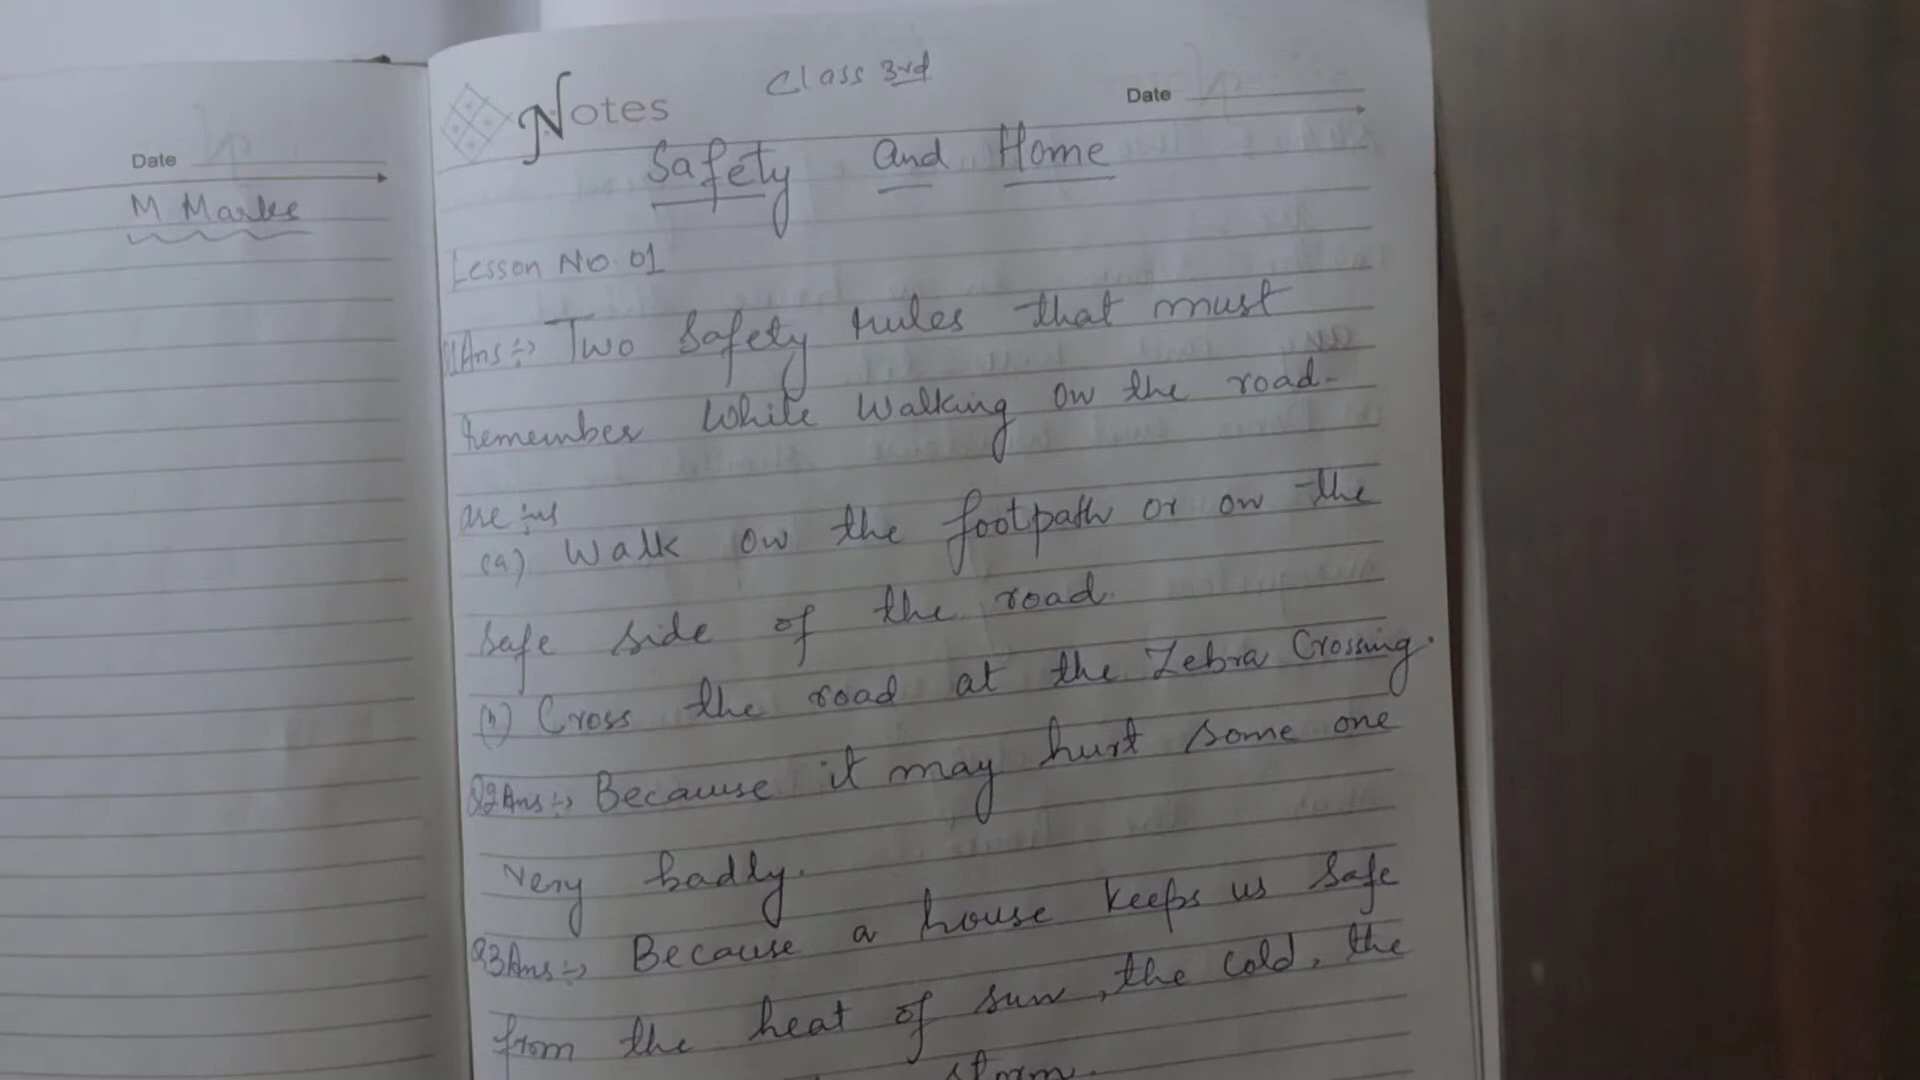 Date
M Marks
Notes
Class 3rd
Date
Safety and Home
Lesson No 01
Q1Ans :-> Two Safety rules that must
remember while walking on the road
are :-
(a) Walk on the footpath or on the
safe side of the road.
(b) Cross the road at the Zebra Crossing.
Q2Ans :-> Because it may hurt some one
very badly.
Q3Ans :-> Because a house keeps us safe
from the heat of sun, the cold, the
storm.